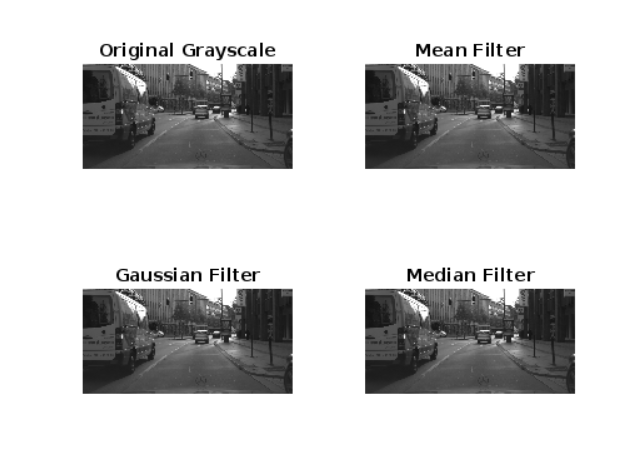 Original Grayscale
Mean Filter
Gaussian Filter
Median Filter